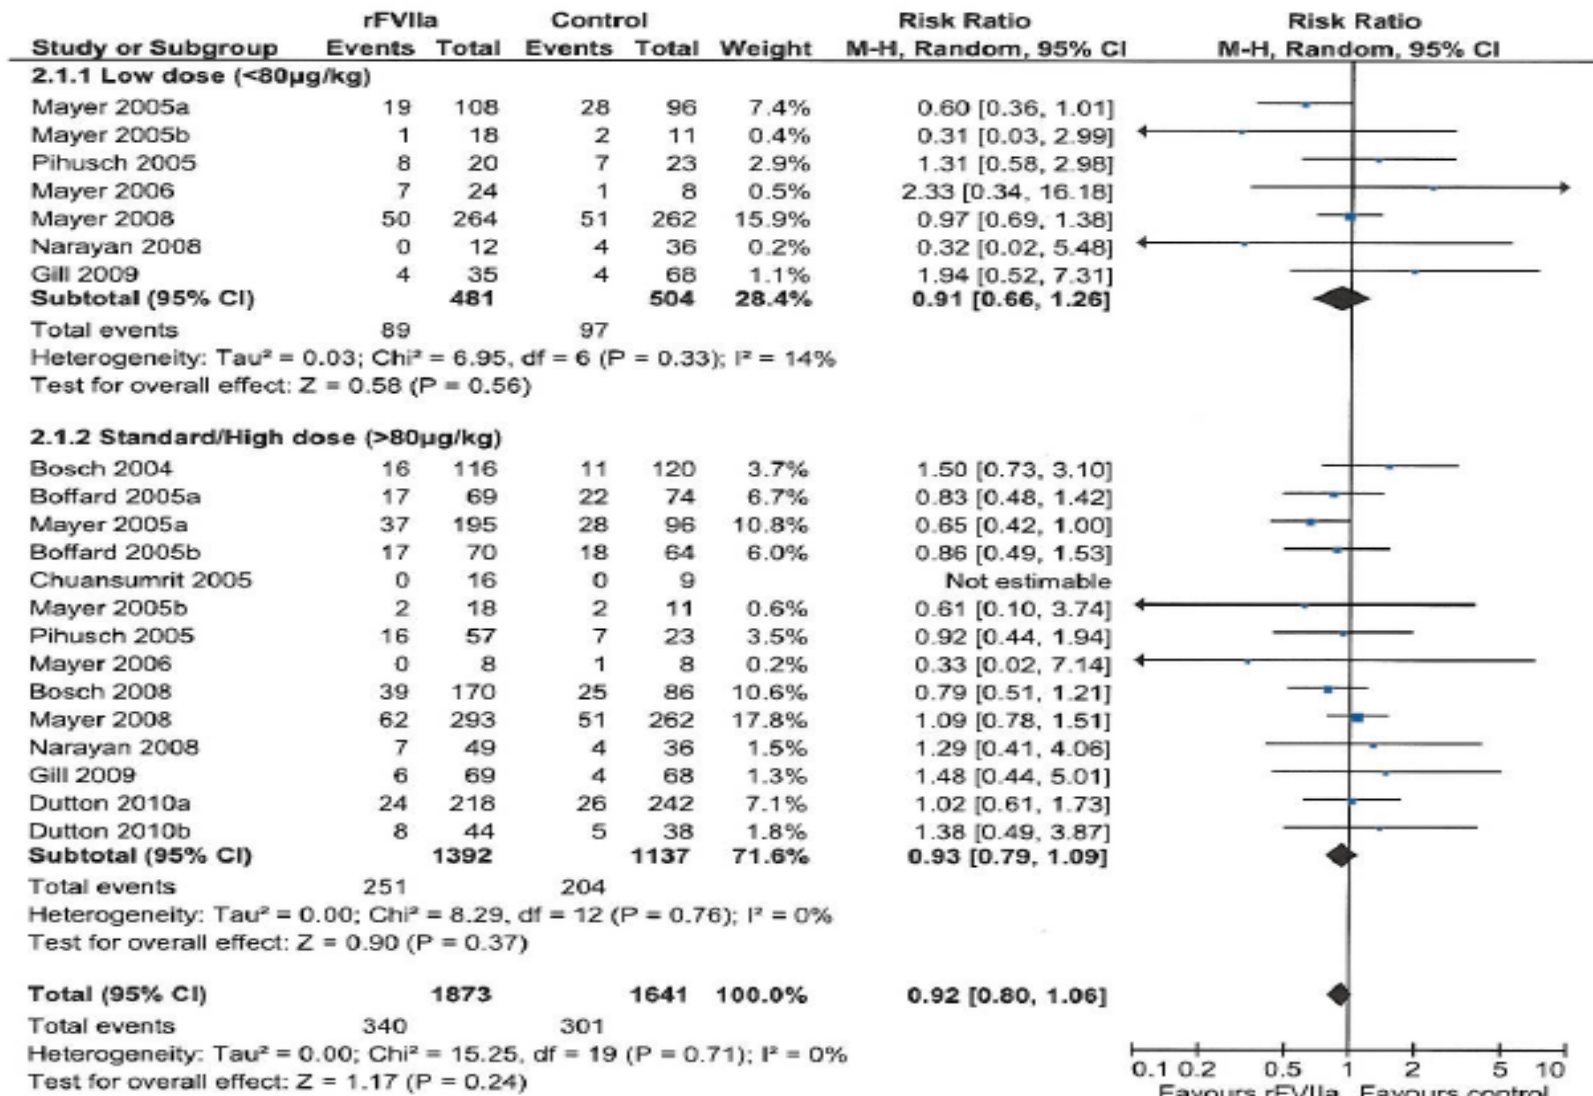 rFVIIa Control Risk Ratio Risk Ratio
Study or Subgroup Events Total Events Total Weight M-H, Random, 95% CI M-H, Random, 95% CI
2.1.1 Low dose (<80µg/kg)
Mayer 2005a 19 108 28 96 7.4% 0.60 [0.36, 1.01]
Mayer 2005b 1 18 2 11 0.4% 0.31 [0.03, 2.99]
Pihusch 2005 8 20 7 23 2.9% 1.31 [0.58, 2.98]
Mayer 2006 7 24 1 8 0.5% 2.33 [0.34, 16.18]
Mayer 2008 50 264 51 262 15.9% 0.97 [0.69, 1.38]
Narayan 2008 0 12 4 36 0.2% 0.32 [0.02, 5.48]
Gill 2009 4 35 4 68 1.1% 1.94 [0.52, 7.31]
Subtotal (95% CI) 481 504 28.4% 0.91 [0.66, 1.26]
Total events 89 97
Heterogeneity: Tau² = 0.03; Chi² = 6.95, df = 6 (P = 0.33); I² = 14%
Test for overall effect: Z = 0.58 (P = 0.56)
2.1.2 Standard/High dose (>80µg/kg)
Bosch 2004 16 116 11 120 3.7% 1.50 [0.73, 3.10]
Boffard 2005a 17 69 22 74 6.7% 0.83 [0.48, 1.42]
Mayer 2005a 37 195 28 96 10.8% 0.65 [0.42, 1.00]
Boffard 2005b 17 70 18 64 6.0% 0.86 [0.49, 1.53]
Chuansumrit 2005 0 16 0 9 Not estimable
Mayer 2005b 2 18 2 11 0.6% 0.61 [0.10, 3.74]
Pihusch 2005 16 57 7 23 3.5% 0.92 [0.44, 1.94]
Mayer 2006 0 8 1 8 0.2% 0.33 [0.02, 7.14]
Bosch 2008 39 170 25 86 10.6% 0.79 [0.51, 1.21]
Mayer 2008 62 293 51 262 17.8% 1.09 [0.78, 1.51]
Narayan 2008 7 49 4 36 1.5% 1.29 [0.41, 4.06]
Gill 2009 6 69 4 68 1.3% 1.48 [0.44, 5.01]
Dutton 2010a 24 218 26 242 7.1% 1.02 [0.61, 1.73]
Dutton 2010b 8 44 5 38 1.8% 1.38 [0.49, 3.87]
Subtotal (95% CI) 1392 1137 71.6% 0.93 [0.79, 1.09]
Total events 251 204
Heterogeneity: Tau² = 0.00; Chi² = 8.29, df = 12 (P = 0.76); I² = 0%
Test for overall effect: Z = 0.90 (P = 0.37)
Total (95% CI) 1873 1641 100.0% 0.92 [0.80, 1.06]
Total events 340 301
Heterogeneity: Tau² = 0.00; Chi² = 15.25, df = 19 (P = 0.71); I² = 0%
Test for overall effect: Z = 1.17 (P = 0.24)
0.1 0.2 0.5 1 2 5 10
Favours rFVIIa Favours control